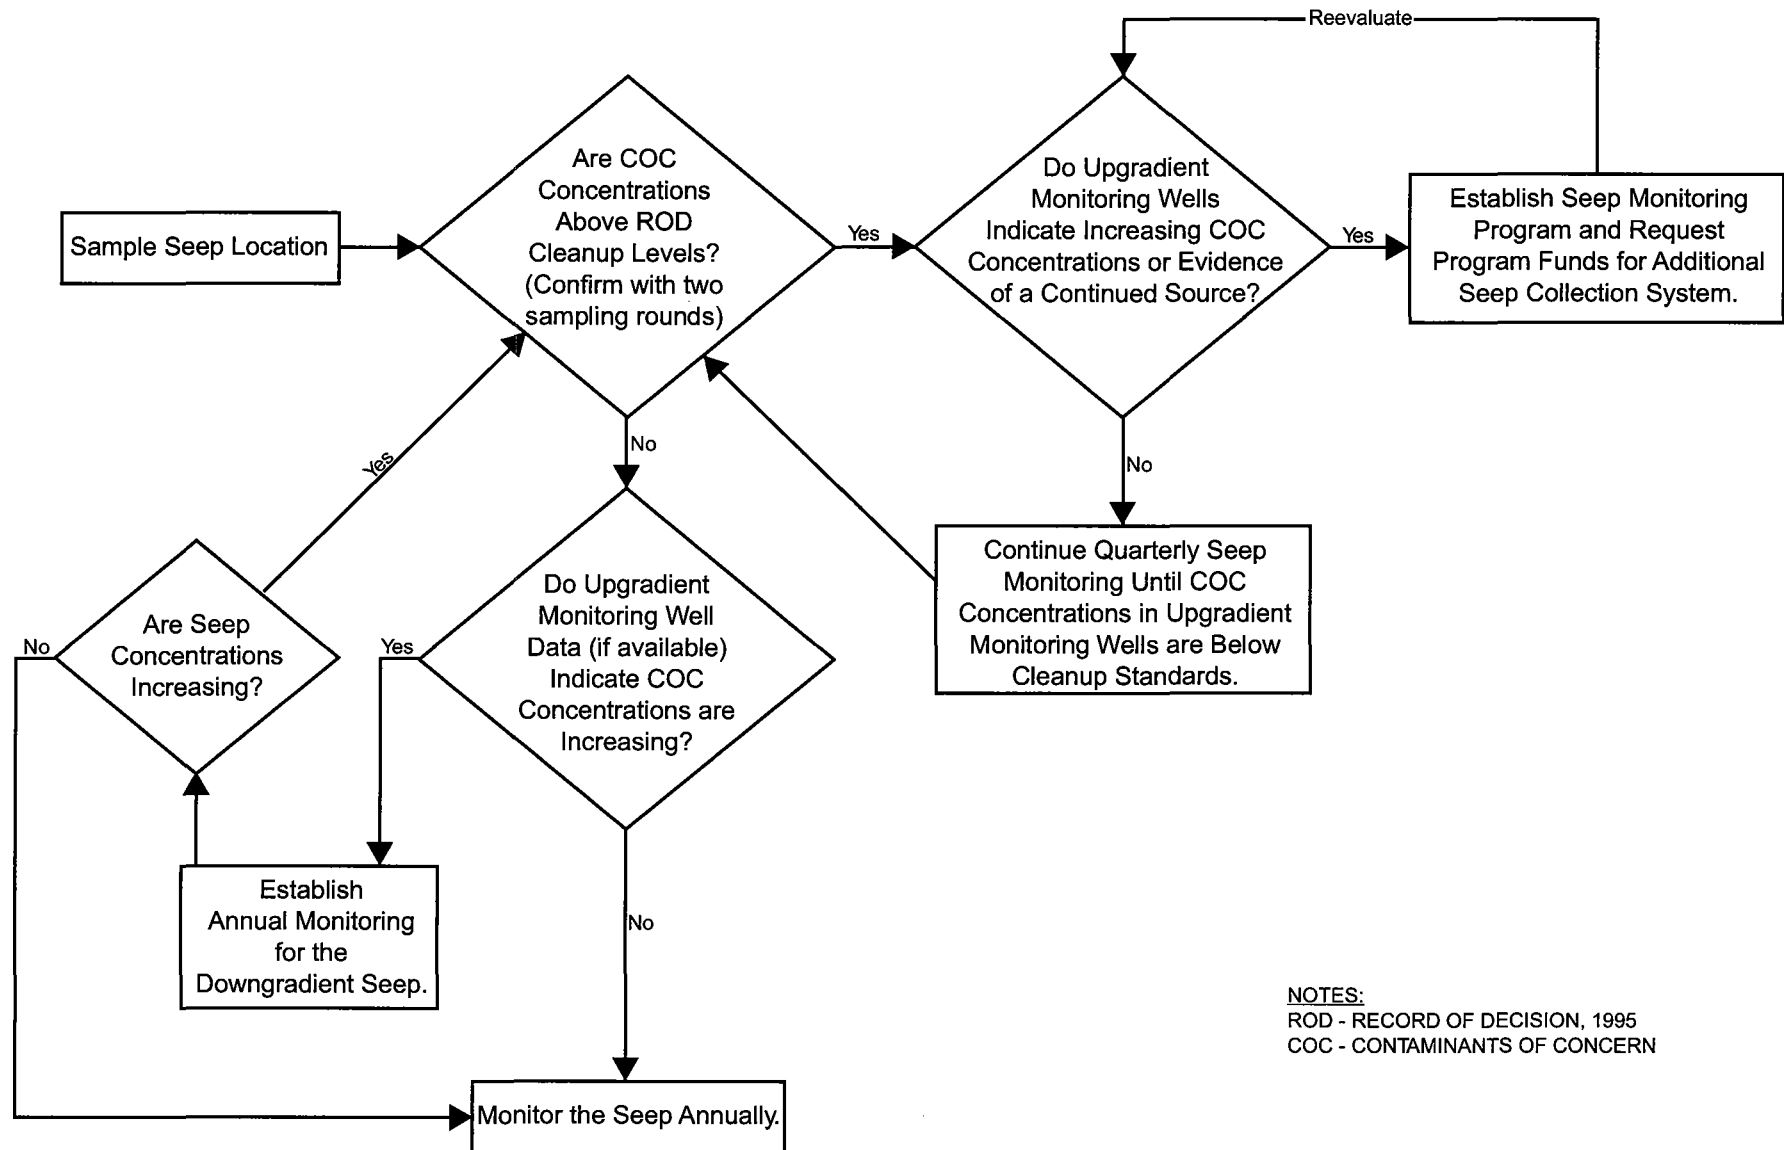 Reevaluate
Are COC
Concentrations
Above ROD
Cleanup Levels?
(Confirm with two
sampling rounds)
Do Upgradient
Monitoring Wells
Indicate Increasing COC
Concentrations or Evidence
of a Continued Source?
Establish Seep Monitoring
Program and Request
Program Funds for Additional
Seep Collection System.
Sample Seep Location
Yes
Yes
No
No
Yes
Continue Quarterly Seep
Monitoring Until COC
Concentrations in Upgradient
Monitoring Wells are Below
Cleanup Standards.
Do Upgradient
Monitoring Well
Data (if available)
Indicate COC
Concentrations are
Increasing?
Are Seep
Concentrations
Increasing?
No
Yes
Establish
Annual Monitoring
for the
Downgradient Seep.
No
Monitor the Seep Annually.
NOTES:
ROD - RECORD OF DECISION, 1995
COC - CONTAMINANTS OF CONCERN